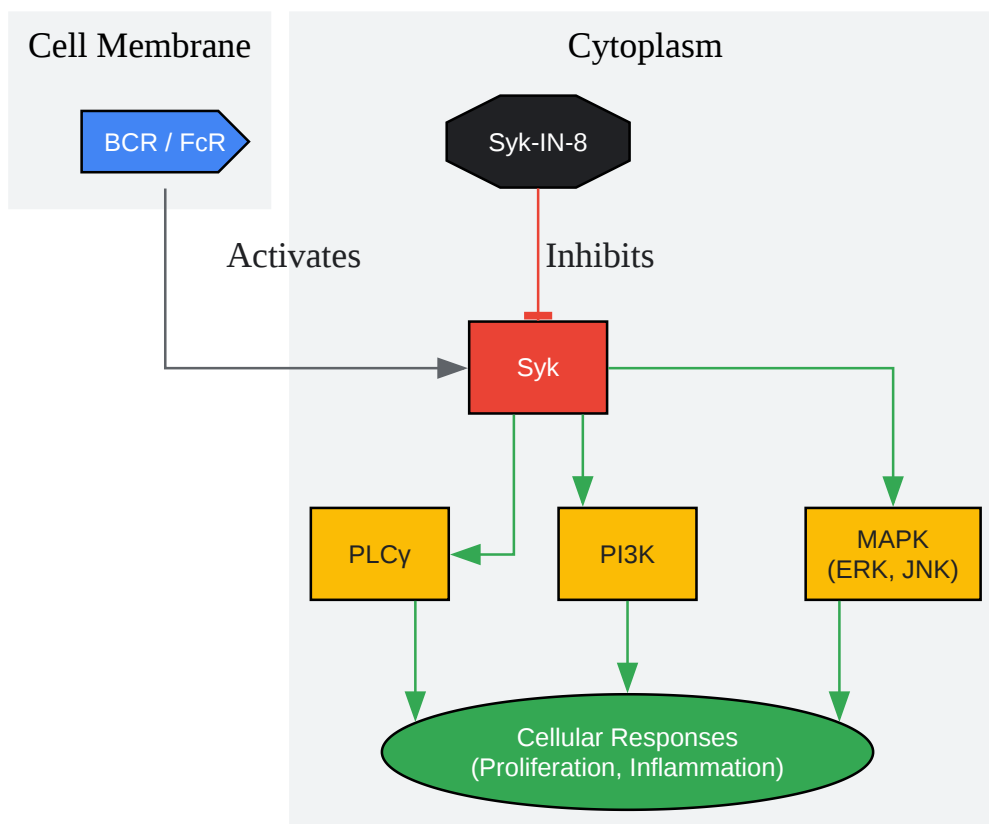 Cell Membrane
Cytoplasm
BCR / FcR
Syk-IN-8
Activates
Inhibits
Syk
PLCγ
PI3K
MAPK
(ERK, JNK)
Cellular Responses
(Proliferation, Inflammation)